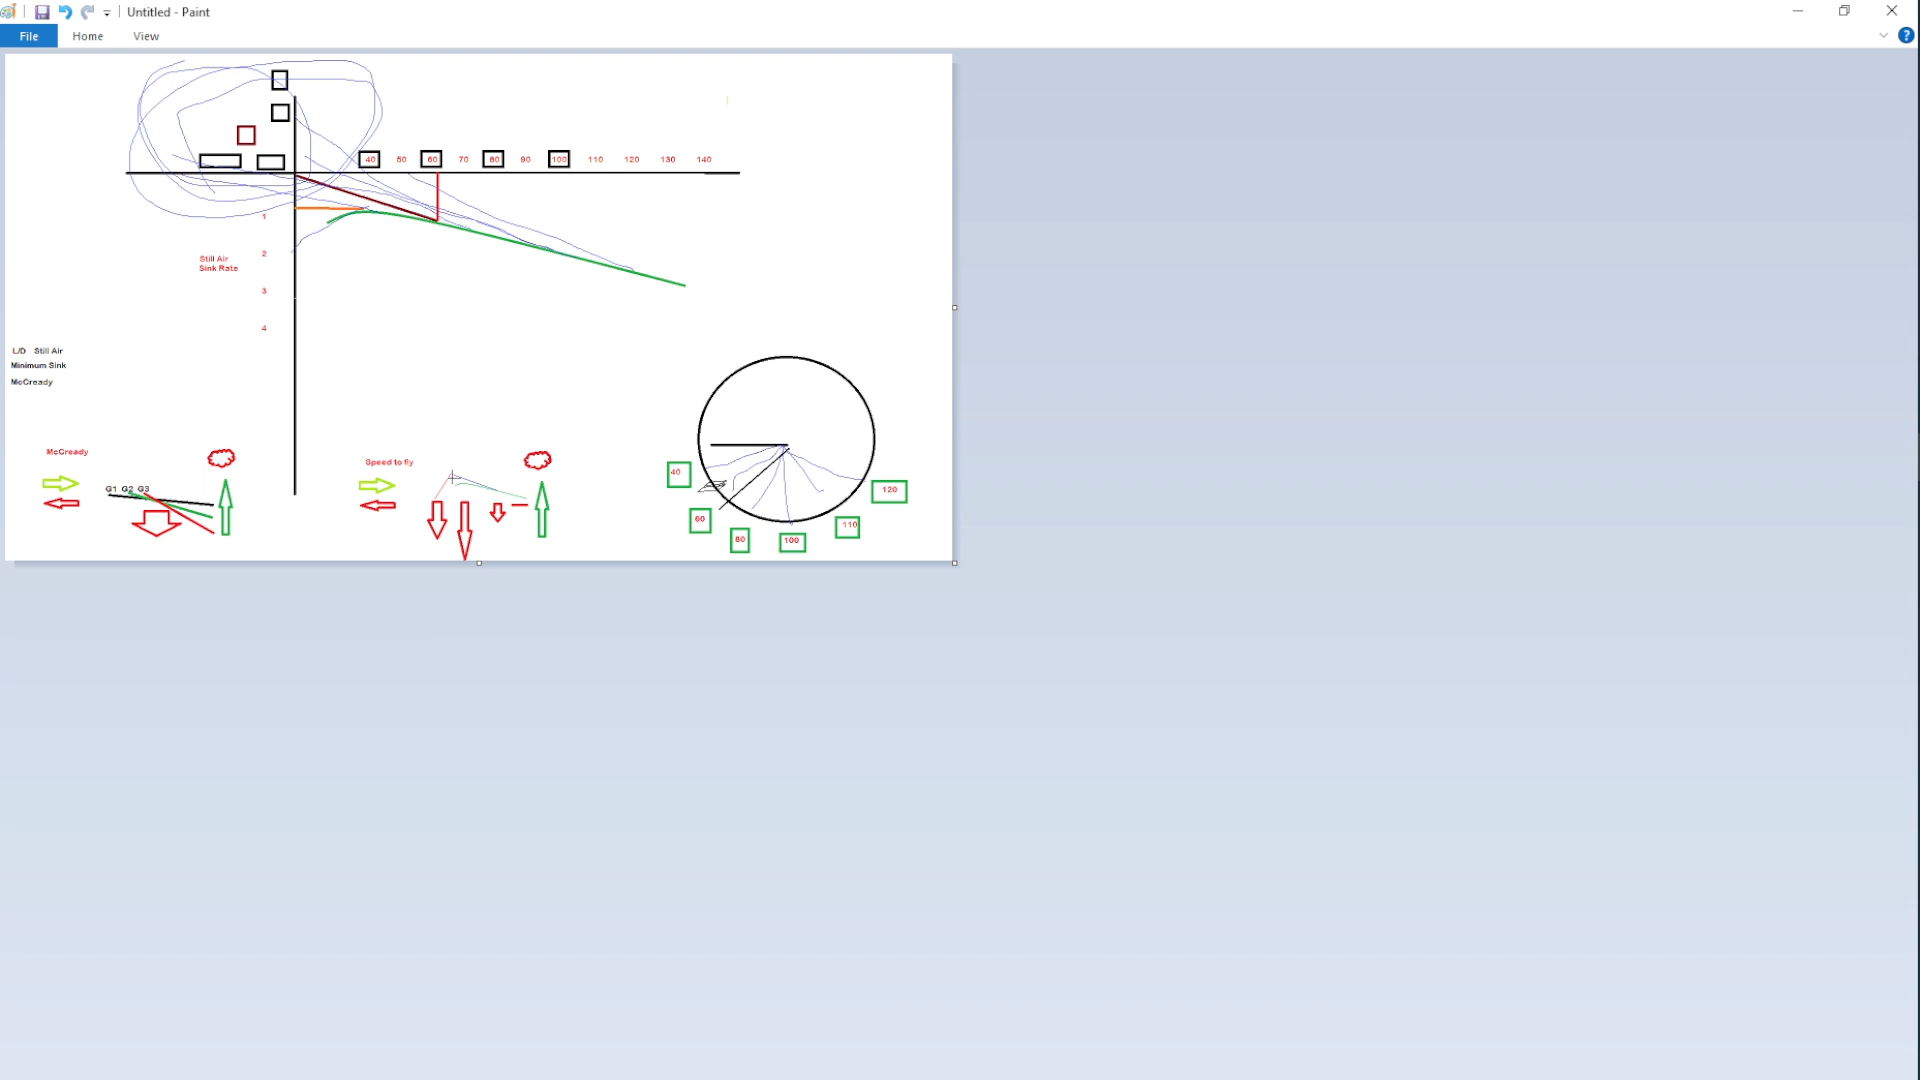 Untitled - Paint
File Home View
40 50 60 70 80 90 100 110 120 130 140
1
2
Still Air
Sink Rate
3
4
L/D Still Air
Minimum Sink
McCready
McCready
G1 G2 G3
Speed to fly
40
60
80
100
110
120